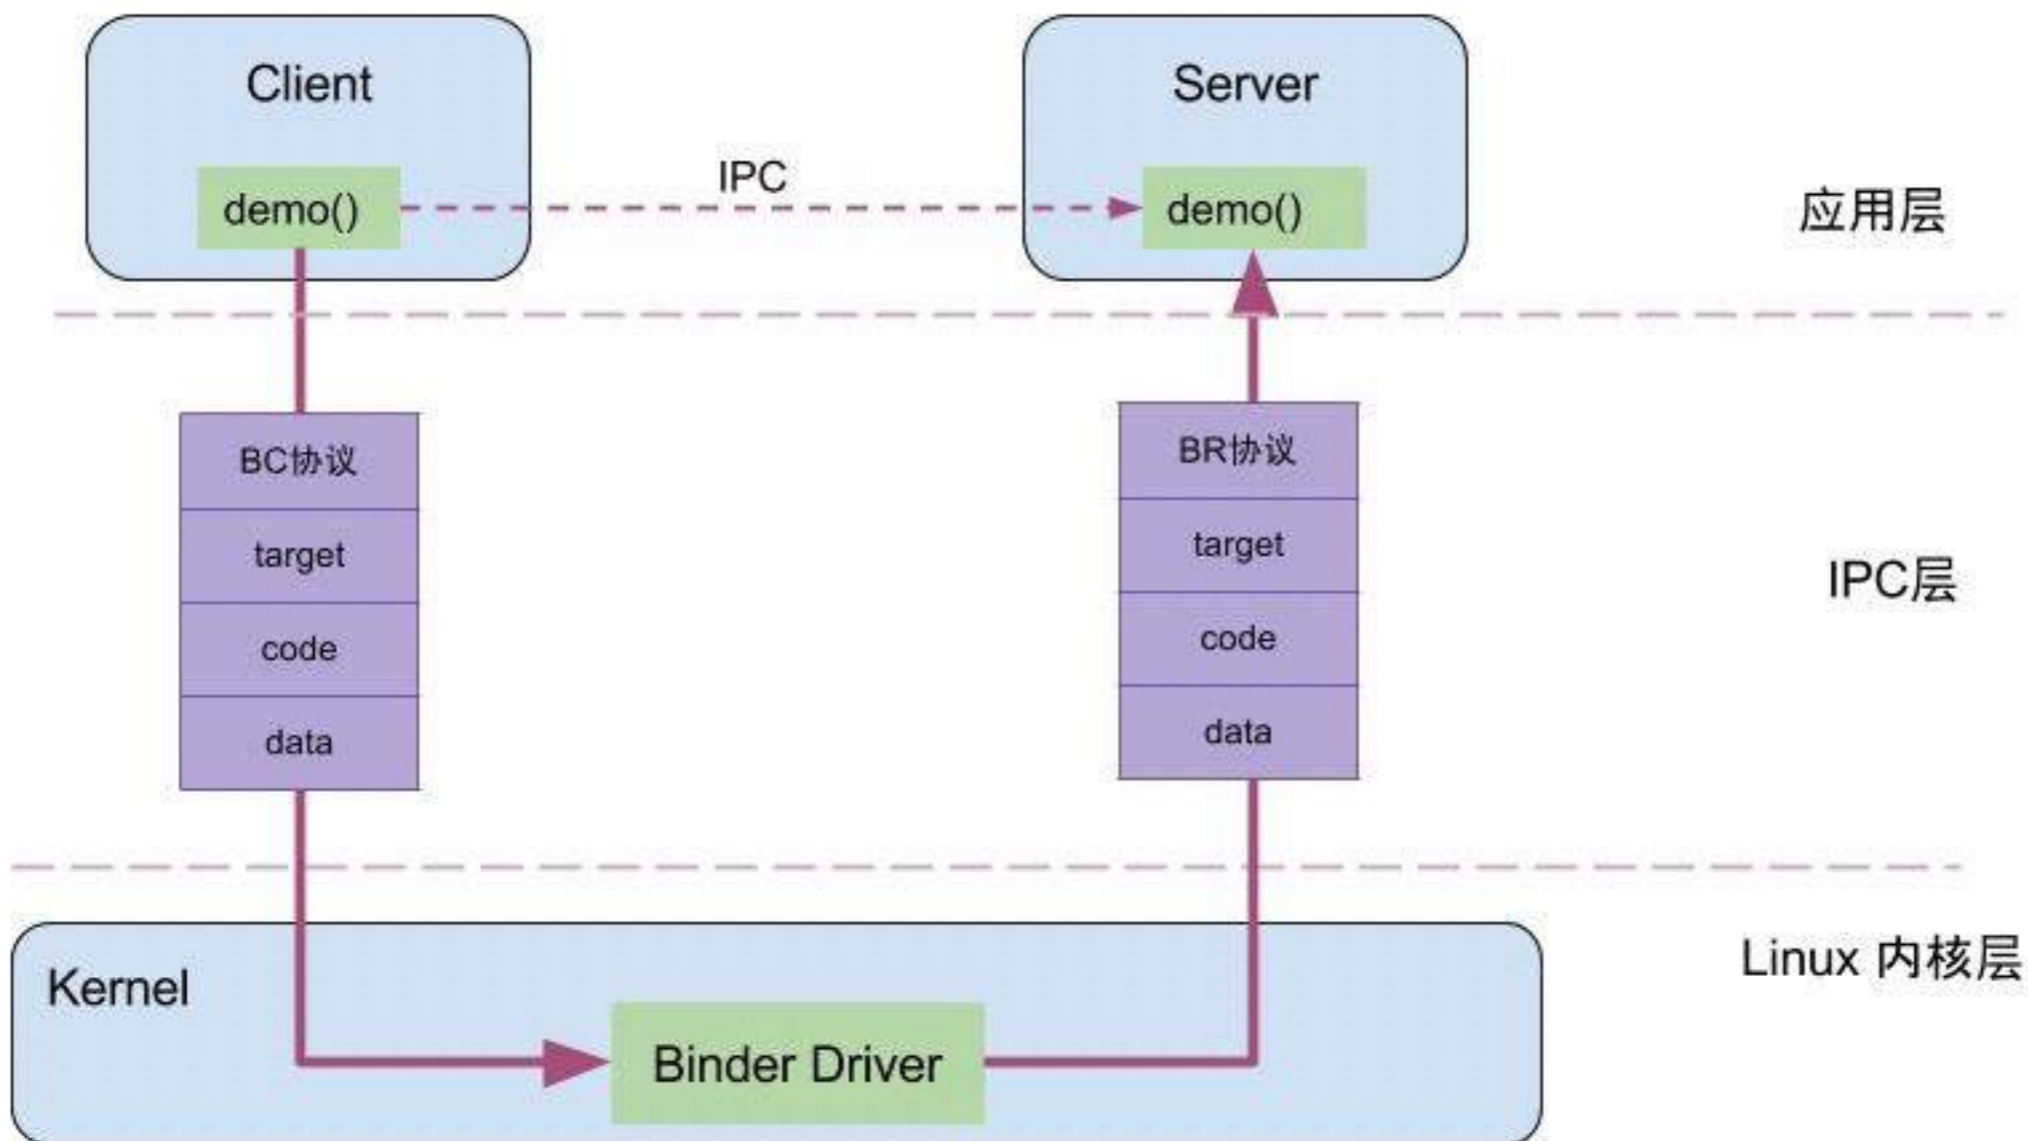 Client
Server
IPC
demo()
demo()
应用层
BC协议
target
code
data
BR协议
target
code
data
IPC层
Kernel
Binder Driver
Linux 内核层